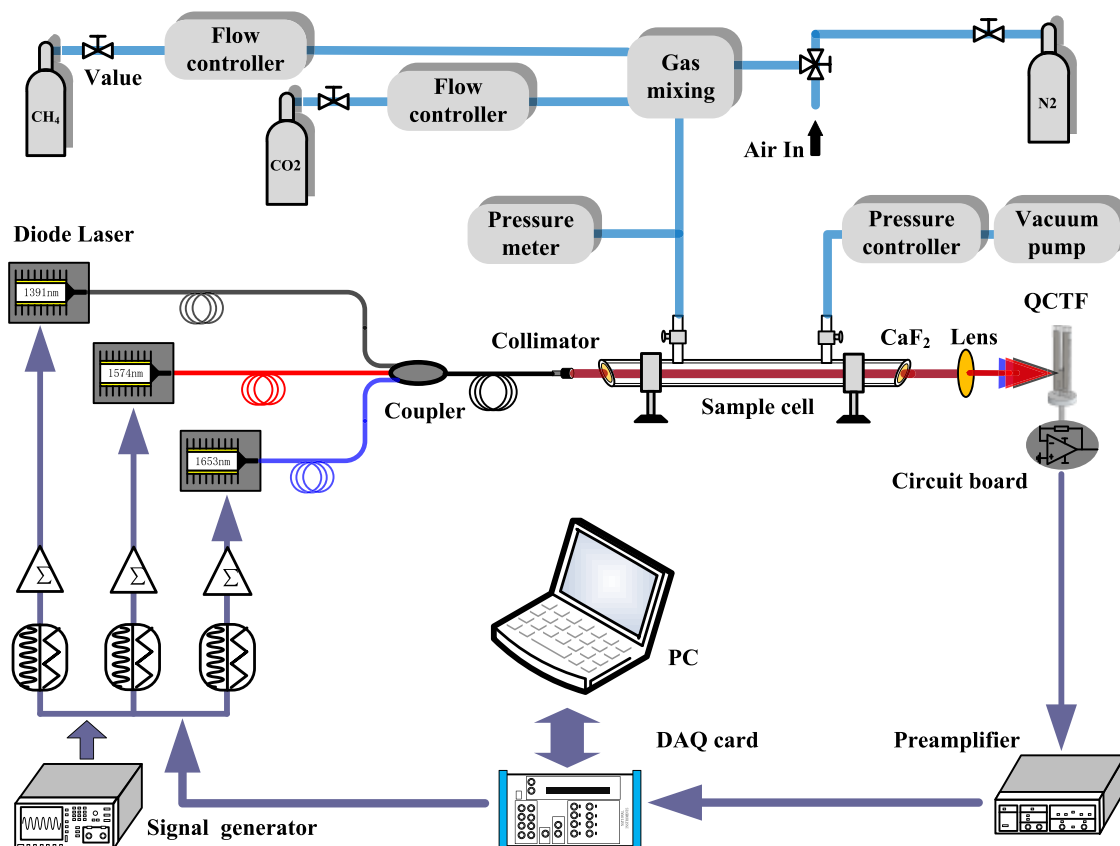 Flow
controller
Value
CH4
Flow
controller
CO2
Gas
mixing
Air In
N2
Pressure
meter
Pressure
controller
Vacuum
pump
Diode Laser
1391nm
1574nm
1653nm
Coupler
Collimator
Sample cell
CaF2
Lens
QCTF
Circuit board
Σ
Σ
Σ
PC
DAQ card
Preamplifier
Signal generator